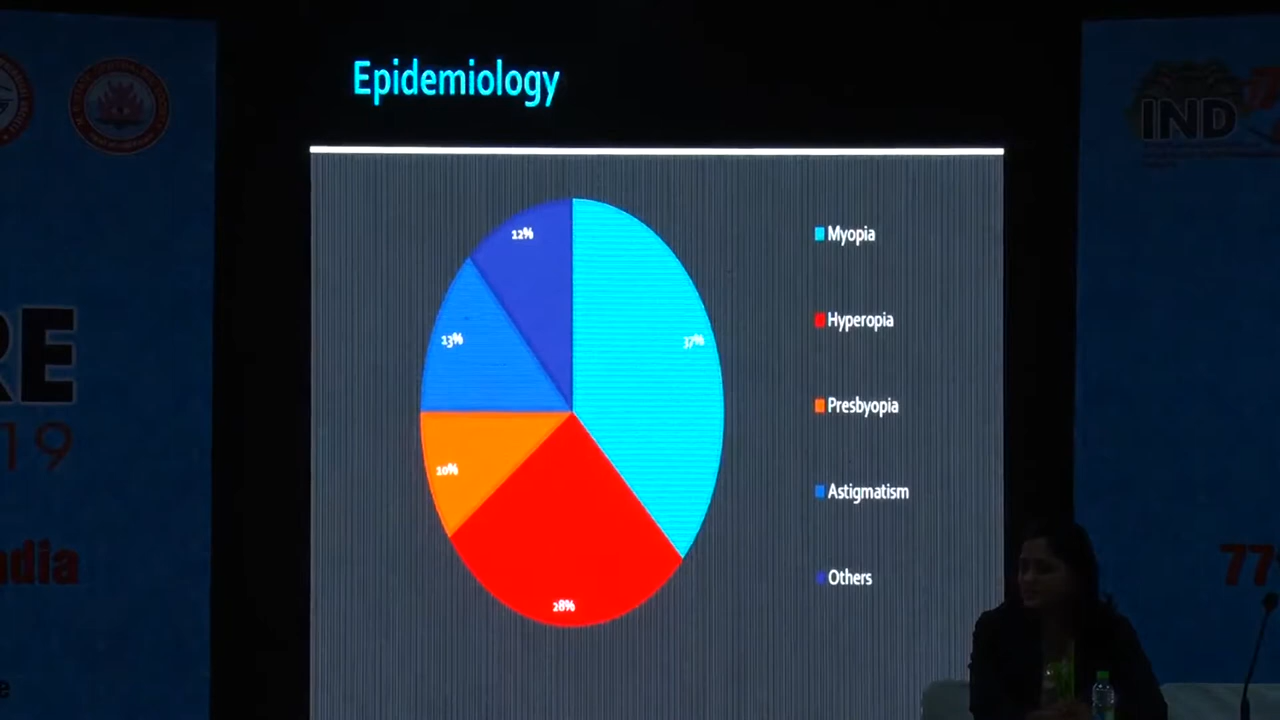 Epidemiology
12%
37%
13%
10%
28%
Myopia
Hyperopia
Presbyopia
Astigmatism
Others
RE
19
ndia
e
IND
77